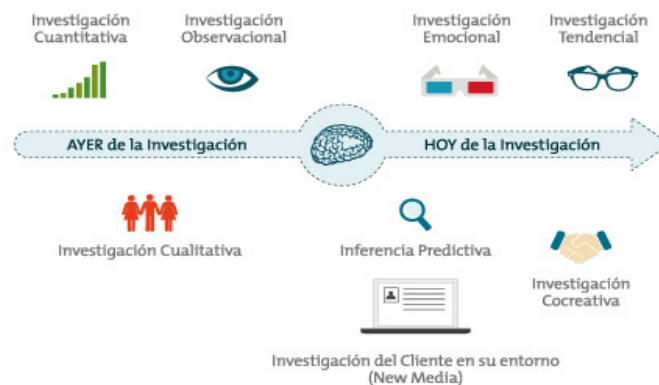 Investigación
Cuantitativa
Investigación
Observacional
Investigación
Emocional
Investigación
Tendencial
AYER de la Investigación
HOY de la Investigación
Investigación Cualitativa
Inferencia Predictiva
Investigación
Cocreativa
Investigación del Cliente en su entorno
(New Media)